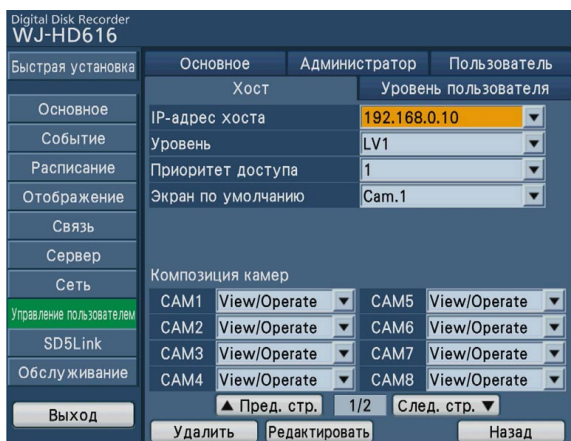 Digital Disk Recorder
WJ-HD616
Быстрая установка
Основное
Событие
Расписание
Отображение
Связь
Сервер
Сеть
Управление пользователем
SD5Link
Обслуживание
Выход
Основное Администратор Пользователь
Хост Уровень пользователя
IP-адрес хоста 192.168.0.10
Уровень LV1
Приоритет доступа 1
Экран по умолчанию Cam.1
Композиция камер
CAM1 View/Operate CAM5 View/Operate
CAM2 View/Operate CAM6 View/Operate
CAM3 View/Operate CAM7 View/Operate
CAM4 View/Operate CAM8 View/Operate
▲ Пред. стр. 1/2 След. стр. ▼
Удалить Редактировать Назад